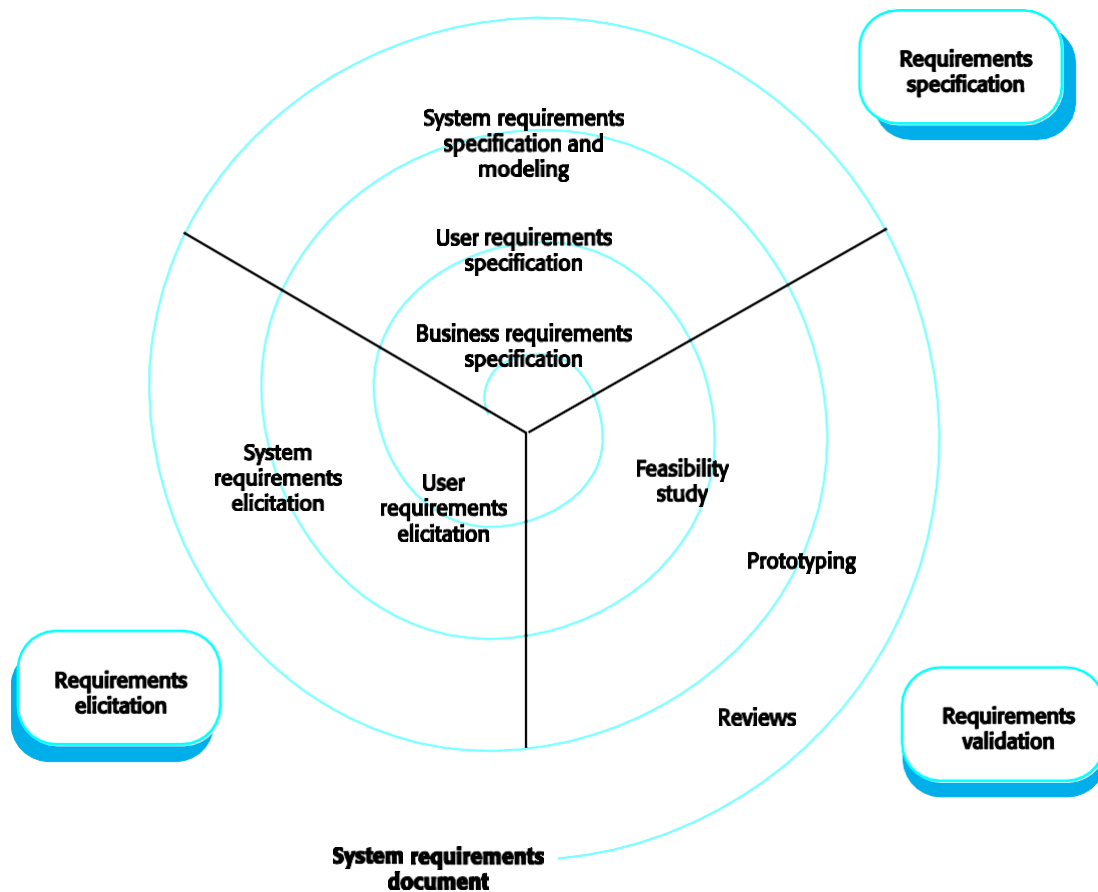 Requirements
specification
System requirements
specification and
modeling
User requirements
specification
Business requirements
specification
System
requirements
elicitation
User
requirements
elicitation
Feasibility
study
Prototyping
Reviews
Requirements
elicitation
Requirements
validation
System requirements
document